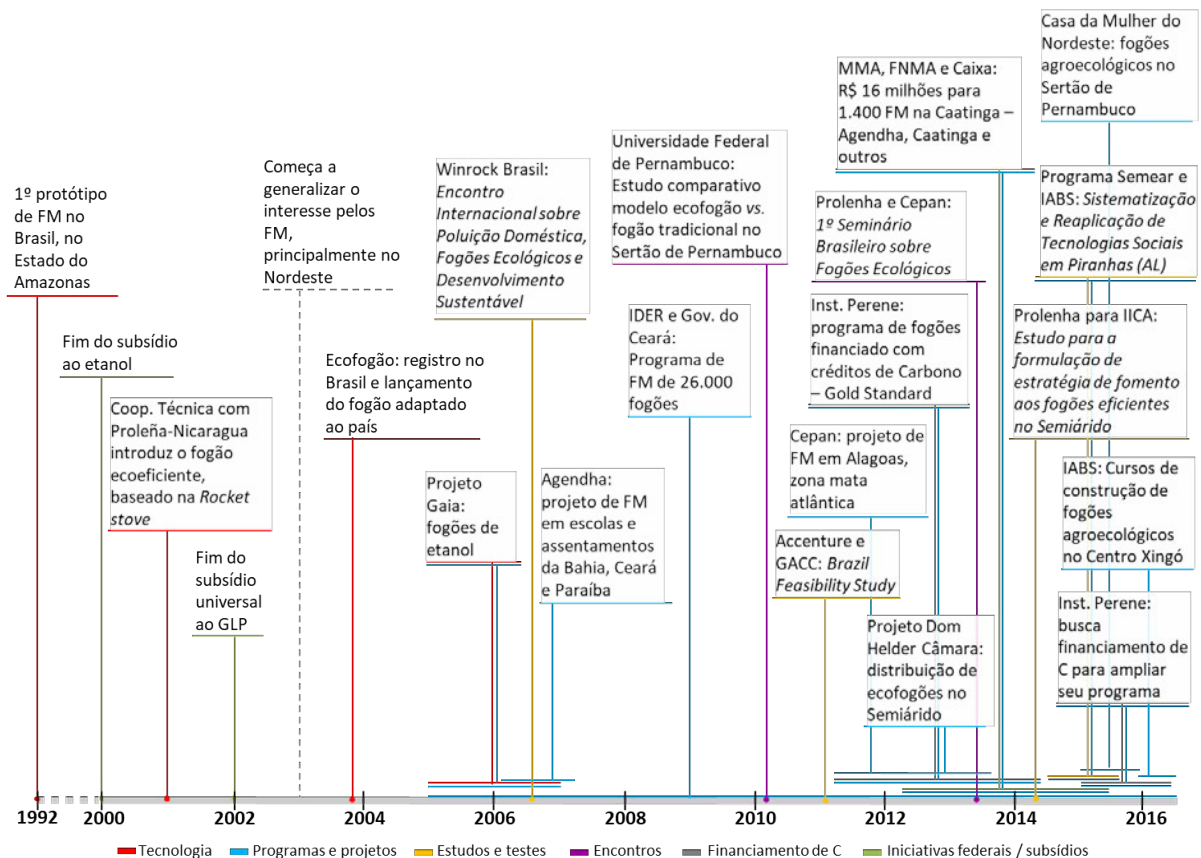 1º protótipo
de FM no
Brasil, no
Estado do
Amazonas
Fim do subsídio
ao etanol
Coop. Técnica com
Proleña-Nicaragua
introduz o fogão
ecoeficiente,
baseado na Rocket
stove
Fim do
subsídio
universal
ao GLP
Começa a
generalizar o
interesse pelos
FM,
principalmente no
Nordeste
Ecofogão: registro no
Brasil e lançamento
do fogão adaptado
ao país
Winrock Brasil:
Encontro
Internacional sobre
Poluição Doméstica,
Fogões Ecológicos e
Desenvolvimento
Sustentável
Projeto
Gaia:
fogões de
etanol
Agendha:
projeto de FM
em escolas e
assentamentos
da Bahia, Ceará
e Paraíba
Universidade Federal
de Pernambuco:
Estudo comparativo
modelo ecofogão vs.
fogão tradicional no
Sertão de Pernambuco
IDER e Gov. do
Ceará:
Programa de
FM de 26.000
fogões
MMA, FNMA e Caixa:
R$ 16 milhões para
1.400 FM na Caatinga –
Agendha, Caatinga e
outros
Prolenha e Cepan:
1º Seminário
Brasileiro sobre
Fogões Ecológicos
Inst. Perene:
programa de fogões
financiado com
créditos de Carbono
– Gold Standard
Cepan: projeto de
FM em Alagoas,
zona mata
atlântica
Accenture e
GACC: Brazil
Feasibility Study
Projeto Dom
Helder Câmara:
distribuição de
ecofogões no
Semiárido
Casa da Mulher do
Nordeste: fogões
agroecológicos no
Sertão de
Pernambuco
Programa Semear e
IABS: Sistematização
e Reaplicação de
Tecnologias Sociais
em Piranhas (AL)
Prolenha para IICA:
Estudo para a
formulação de
estratégia de fomento
aos fogões eficientes
no Semiárido
IABS: Cursos de
construção de
fogões
agroecológicos
no Centro Xingó
Inst. Perene:
busca
financiamento de
C para ampliar
seu programa
1992 2000 2002 2004 2006 2008 2010 2012 2014 2016
Tecnologia Programas e projetos Estudos e testes Encontros Financiamento de C Iniciativas federais / subsídios